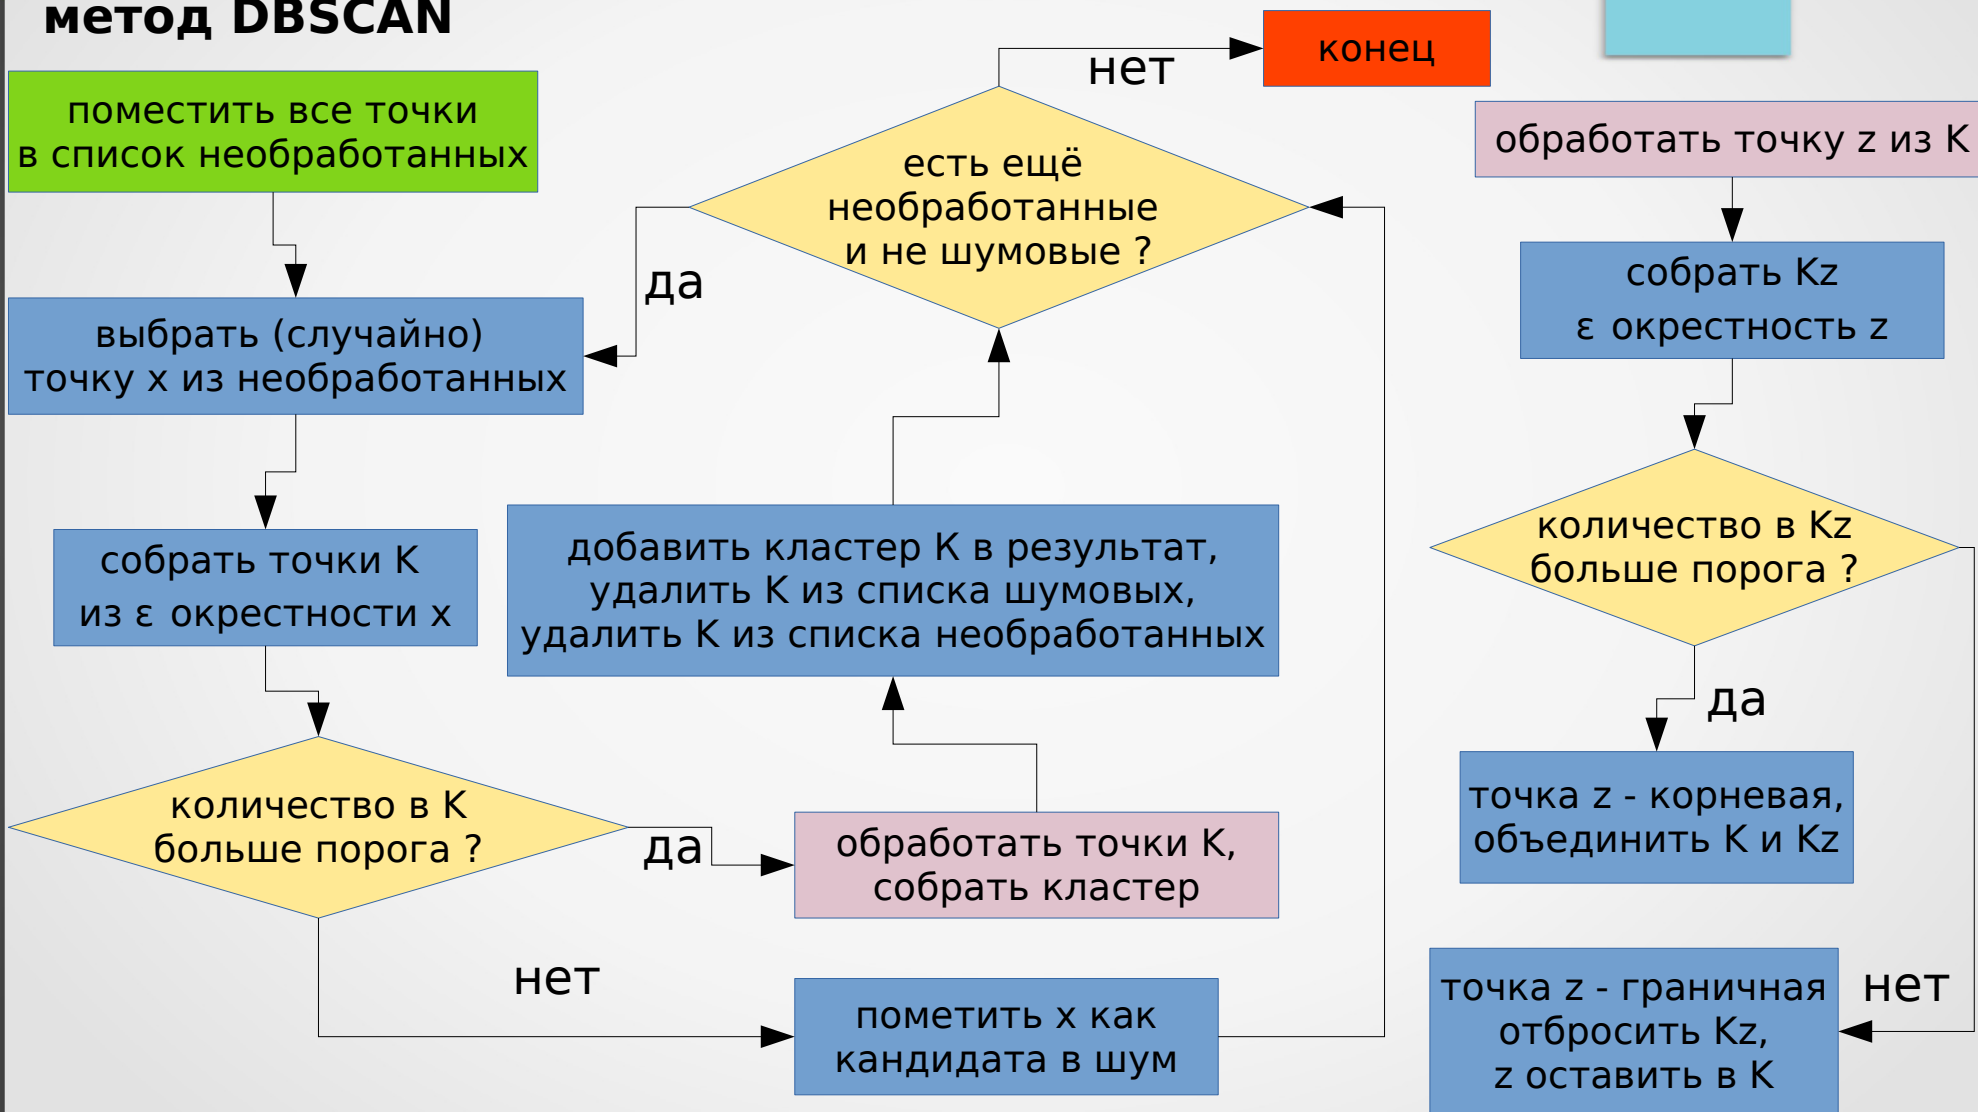 метод DBSCAN
поместить все точки
в список необработанных
выбрать (случайно)
точку x из необработанных
собрать точки K
из ε окрестности x
количество в K
больше порога ?
да
нет
обработать точки K,
собрать кластер
пометить x как
кандидата в шум
добавить кластер К в результат,
удалить K из списка шумовых,
удалить K из списка необработанных
есть ещё
необработанные
и не шумовые ?
да
нет
конец
обработать точку z из K
собрать Kz
ε окрестность z
количество в Kz
больше порога ?
да
точка z - корневая,
объединить K и Kz
нет
точка z - граничная
отбросить Kz,
z оставить в K